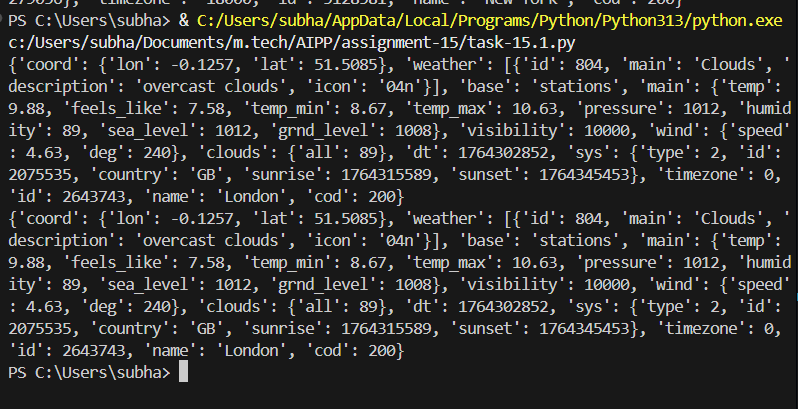 PS C:\Users\subha> & C:/Users/subha/AppData/Local/Programs/Python/Python313/python.exe
c:/Users/subha/Documents/m.tech/AIPP/assignment-15/task-15.1.py
{'coord': {'lon': -0.1257, 'lat': 51.5085}, 'weather': [{'id': 804, 'main': 'Clouds', '
description': 'overcast clouds', 'icon': '04n'}], 'base': 'stations', 'main': {'temp':
9.88, 'feels_like': 7.58, 'temp_min': 8.67, 'temp_max': 10.63, 'pressure': 1012, 'humid
ity': 89, 'sea_level': 1012, 'grnd_level': 1008}, 'visibility': 10000, 'wind': {'speed'
: 4.63, 'deg': 240}, 'clouds': {'all': 89}, 'dt': 1764302852, 'sys': {'type': 2, 'id':
2075535, 'country': 'GB', 'sunrise': 1764315589, 'sunset': 1764345453}, 'timezone': 0,
'id': 2643743, 'name': 'London', 'cod': 200}
{'coord': {'lon': -0.1257, 'lat': 51.5085}, 'weather': [{'id': 804, 'main': 'Clouds', '
description': 'overcast clouds', 'icon': '04n'}], 'base': 'stations', 'main': {'temp':
9.88, 'feels_like': 7.58, 'temp_min': 8.67, 'temp_max': 10.63, 'pressure': 1012, 'humid
ity': 89, 'sea_level': 1012, 'grnd_level': 1008}, 'visibility': 10000, 'wind': {'speed'
: 4.63, 'deg': 240}, 'clouds': {'all': 89}, 'dt': 1764302852, 'sys': {'type': 2, 'id':
2075535, 'country': 'GB', 'sunrise': 1764315589, 'sunset': 1764345453}, 'timezone': 0,
'id': 2643743, 'name': 'London', 'cod': 200}
PS C:\Users\subha>